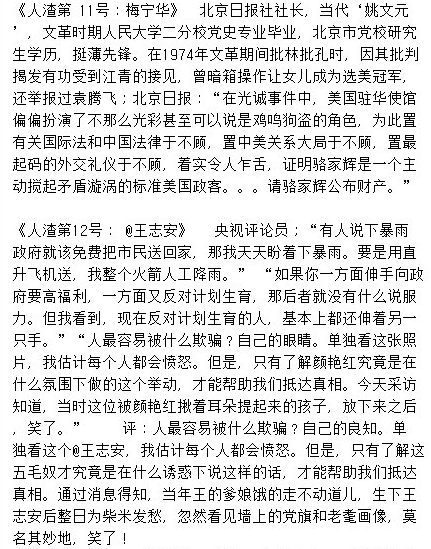 《人渣第 11号：梅宁华》  北京日报社社长，当代‘姚文元
’，文革时期人民大学二分校党史专业毕业，北京市党校研究
生学历，挺薄先锋。在1974年文革期间批林批孔时，因其批判
揭发有功受到江青的接见，曾暗箱操作让女儿成为选美冠军，
还举报过袁腾飞；北京日报：“在光诚事件中，美国驻华使馆
偏偏扮演了不那么光彩甚至可以说是鸡鸣狗盗的角色，为此置
有关国际法和中国法律于不顾，置中美关系大局于不顾，置最
起码的外交礼仪于不顾，着实令人乍舌，证明骆家辉是一个主
动搅起矛盾漩涡的标准美国政客。。。请骆家辉公布财产。”
《人渣第12号： @王志安》  央视评论员；“有人说下暴雨
政府就该免费把市民送回家，那我天天盼着下暴雨。要是用直
升飞机送，我整个火箭人工降雨。” “如果你一方面伸手向政
府要高福利，一方面又反对计划生育，那后者就没有什么说服
力。但我看到，现在反对计划生育的人，基本上都还伸着另一
只手。”“人最容易被什么欺骗？自己的眼睛。单独看这张照
片，我估计每个人都会愤怒。但是，只有了解颜艳红究竟是在
什么氛围下做的这个举动，才能帮助我们抵达真相。今天采访
知道，当时这位被颜艳红揪着耳朵提起来的孩子，放下来之后
，笑了。”   评：人最容易被什么欺骗？自己的良知。单
独看这个@王志安，我估计每个人都会愤怒。但是，只有了解这
五毛奴才究竟是在什么诱惑下说这样的话，才能帮助我们抵达
真相。通过消息得知，当年王的爹娘饿的走不动道儿，生下王
志安后整日为柴米发愁，忽然看见墙上的党旗和老毫画像，莫
名其妙地，笑了！